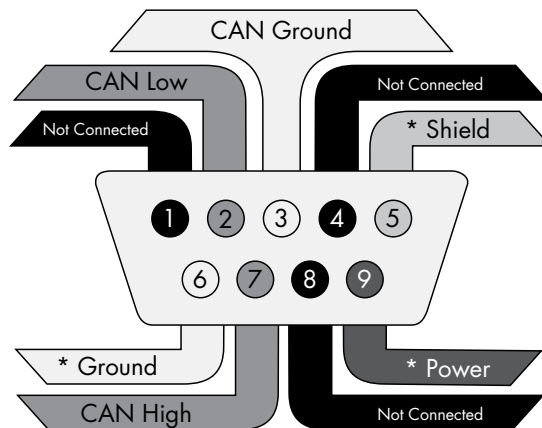 CAN Ground
CAN Low
Not Connected
Not Connected
* Shield
1 2 3 4 5
6 7 8 9
* Ground
* Power
CAN High
Not Connected